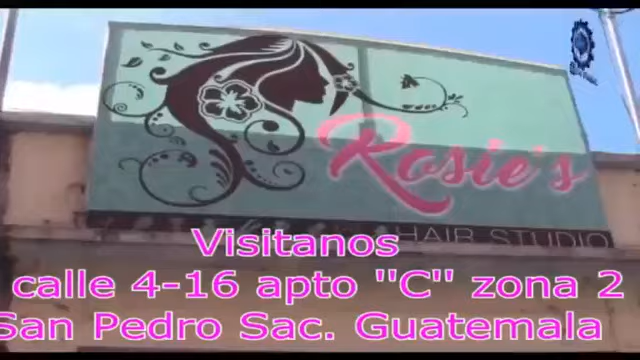 Rosie's
HAIR STUDIO
Visitanos
calle 4-16 apto "C" zona 2
San Pedro Sac. Guatemala